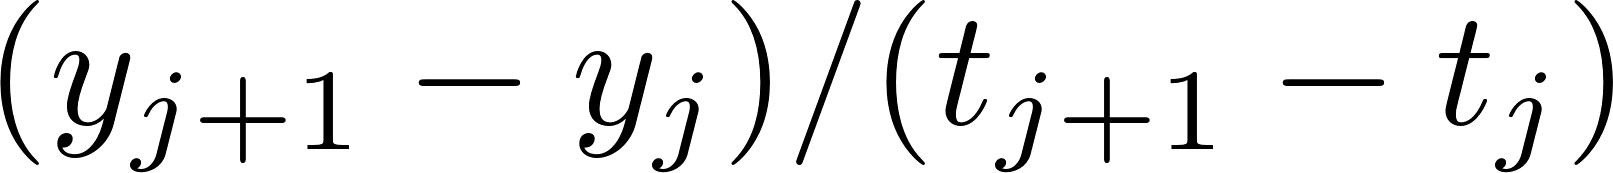 (y_{j+1} − y_j)/(t_{j+1} − t_j)